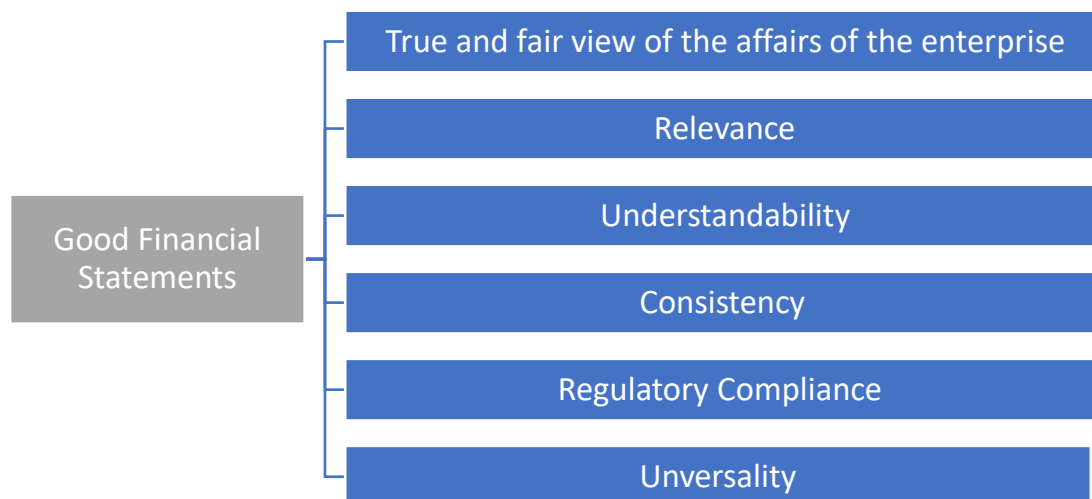 Good Financial
Statements
True and fair view of the affairs of the enterprise
Relevance
Understandability
Consistency
Regulatory Compliance
Unversality